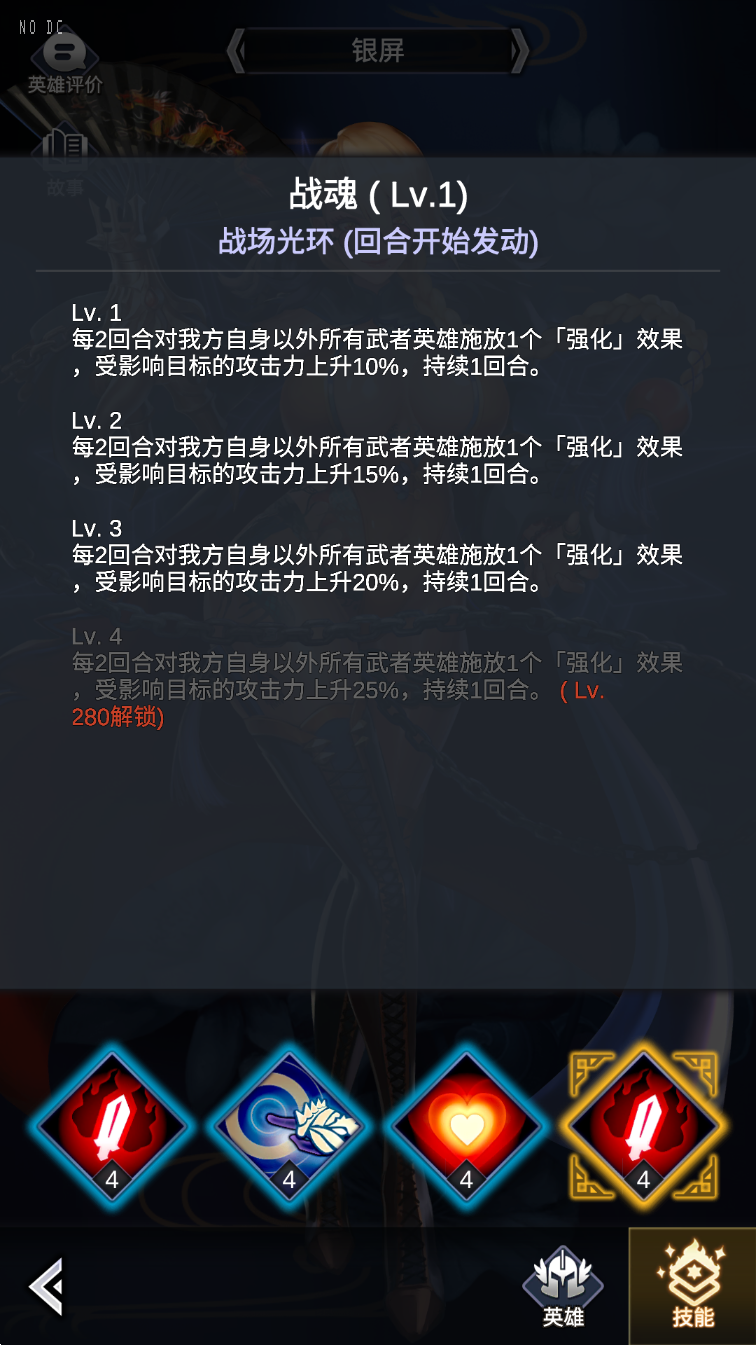 NO DC
银屏
英雄评价
故事
战魂 ( Lv.1)
战场光环 (回合开始发动)
Lv. 1
每2回合对我方自身以外所有武者英雄施放1个「强化」效果
，受影响目标的攻击力上升10%，持续1回合。
Lv. 2
每2回合对我方自身以外所有武者英雄施放1个「强化」效果
，受影响目标的攻击力上升15%，持续1回合。
Lv. 3
每2回合对我方自身以外所有武者英雄施放1个「强化」效果
，受影响目标的攻击力上升20%，持续1回合。
Lv. 4
每2回合对我方自身以外所有武者英雄施放1个「强化」效果
，受影响目标的攻击力上升25%，持续1回合。 ( Lv.
280解锁)
4 4 4 4
英雄 技能